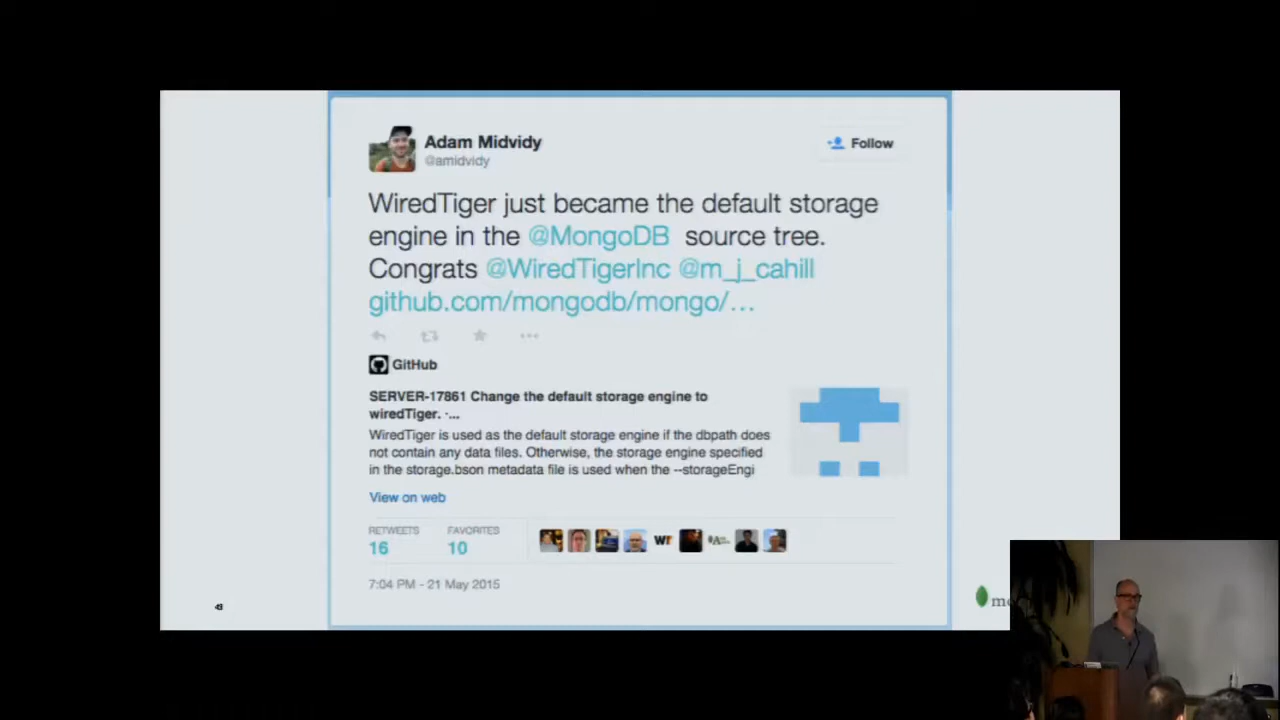 Adam Midvidy
@amidvidy
Follow
WiredTiger just became the default storage
engine in the @MongoDB source tree.
Congrats @WiredTigerInc @m_j_cahill
github.com/mongodb/mongo/…
GitHub
SERVER-17861 Change the default storage engine to
wiredTiger. ·...
WiredTiger is used as the default storage engine if the dbpath does
not contain any data files. Otherwise, the storage engine specified
in the storage.bson metadata file is used when the --storageEngi
View on web
RETWEETS
16
FAVORITES
10
7:04 PM - 21 May 2015
43